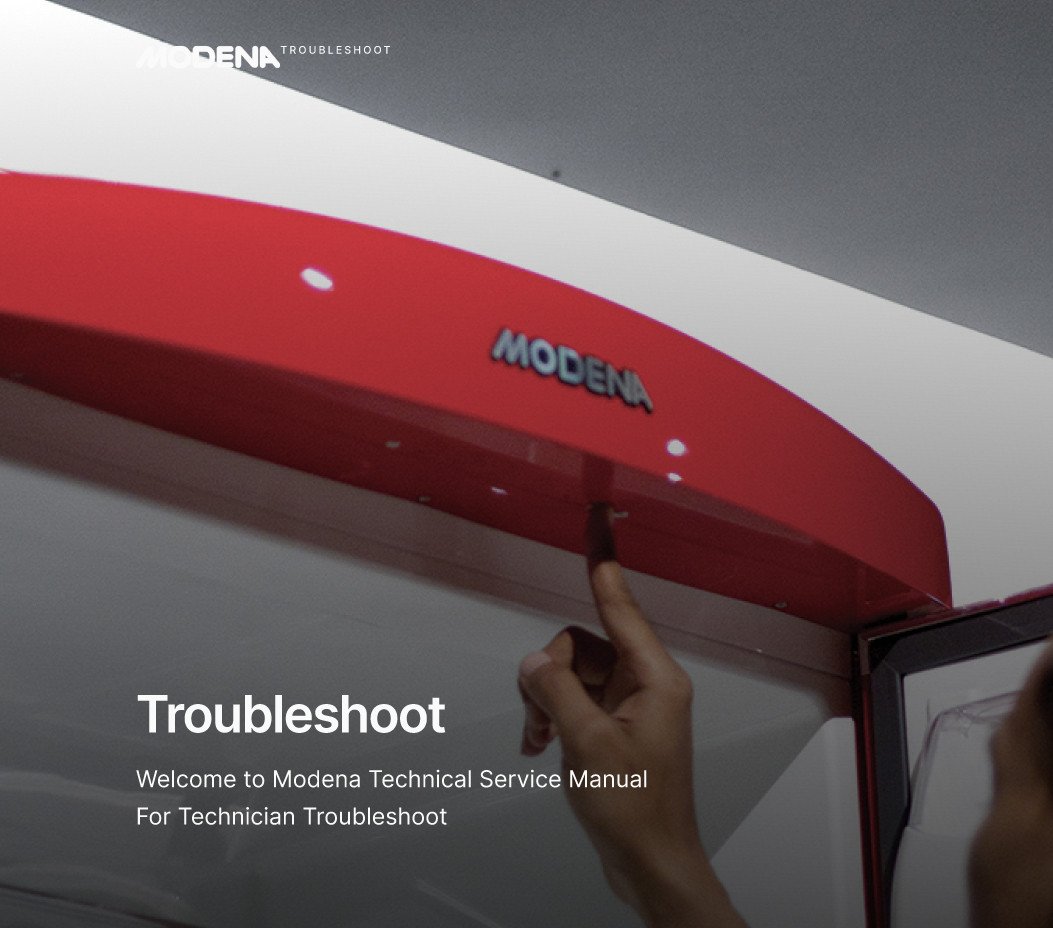 MODENA TROUBLESHOOT
MODENA
Troubleshoot
Welcome to Modena Technical Service Manual
For Technician Troubleshoot